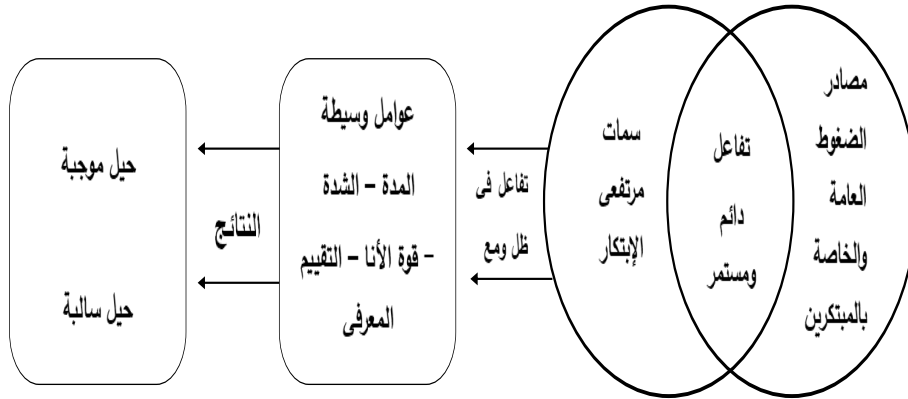 مصادر
الضغوط
العامة
والخاصة
بالمبتكرين
تفاعل
دائم
ومستمر
سمات
مرتفعى
الإبتكار
تفاعل فى
ظل ومع
عوامل وسيطة
المدة – الشدة
– قوة الأنا – التقييم
المعرفى
النتائج
حيل موجبة
حيل سالبة